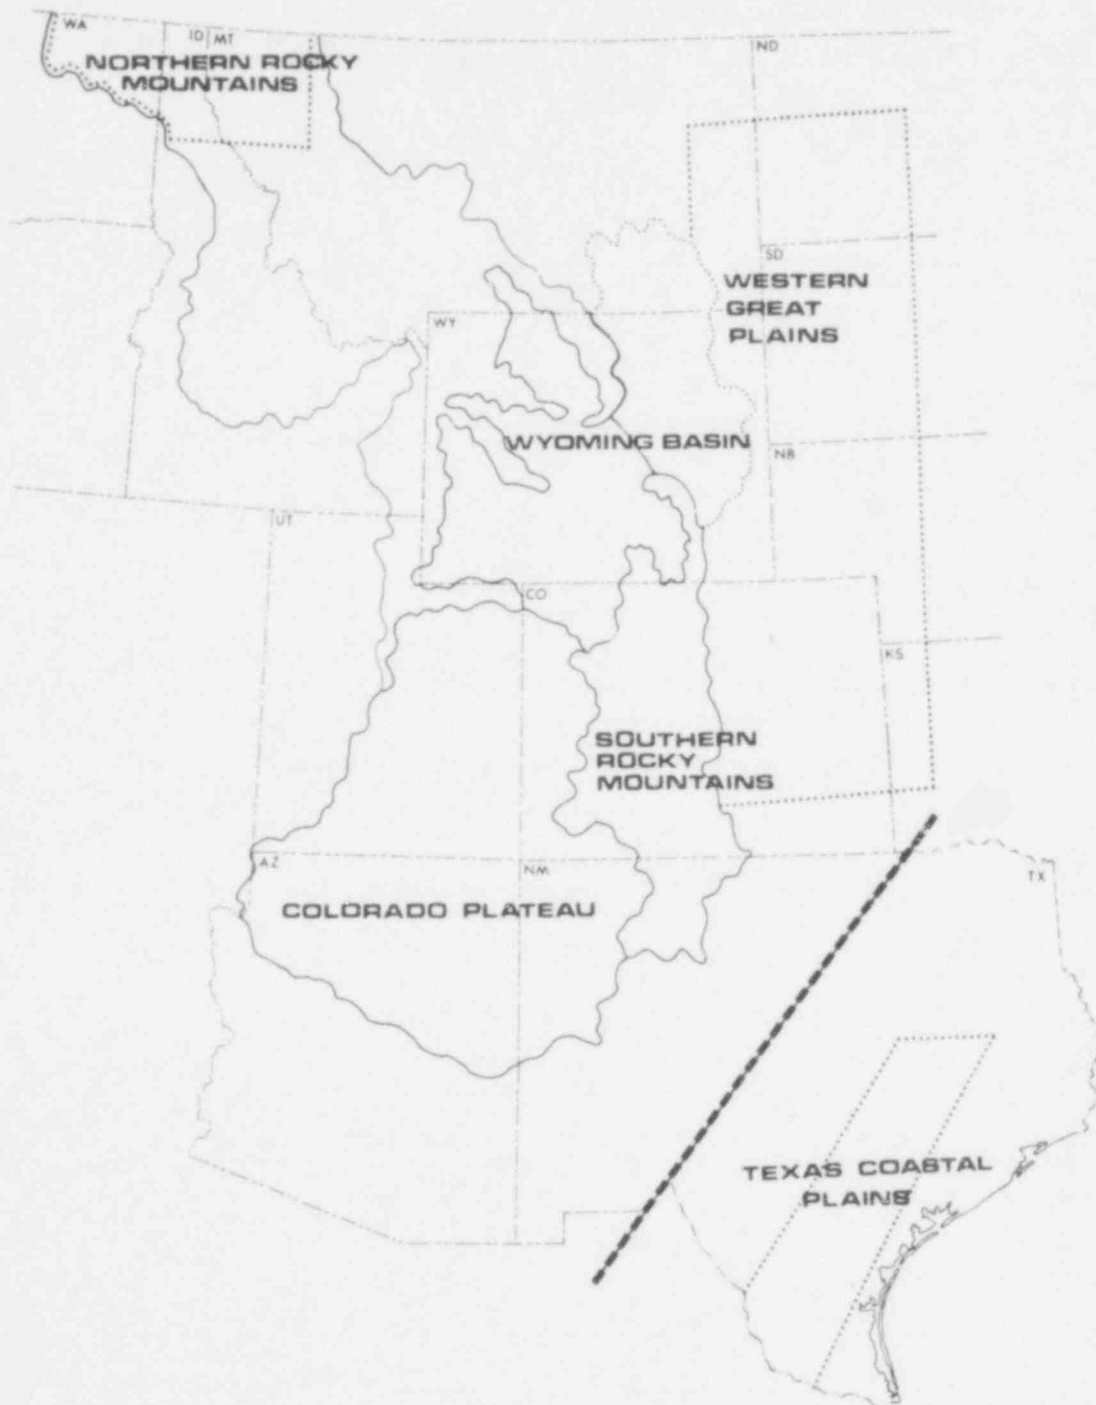 WA
ID
MT
ND
NORTHERN ROCKY
MOUNTAINS
SD
WESTERN
GREAT
PLAINS
WY
WYOMING BASIN
NB
UT
CO
KS
SOUTHERN
ROCKY
MOUNTAINS
AZ
NM
TX
COLORADO PLATEAU
TEXAS COASTAL
PLAINS